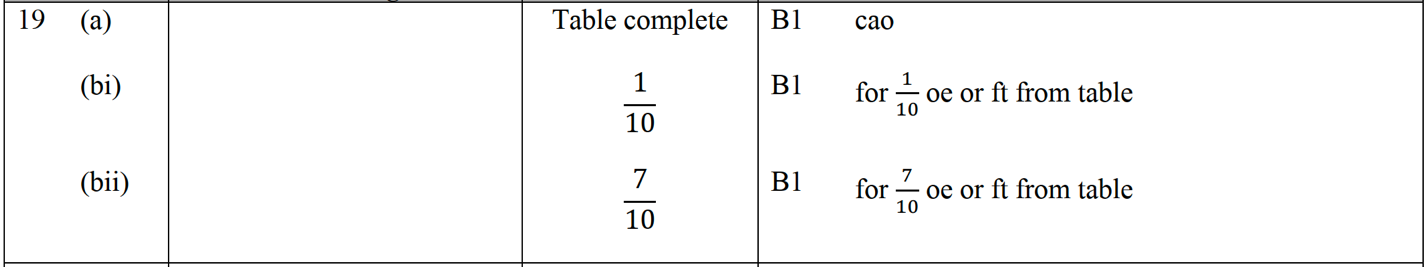 19 (a) Table complete B1 cao
(bi) 1/10 B1 for 1/10 oe or ft from table
(bii) 7/10 B1 for 7/10 oe or ft from table